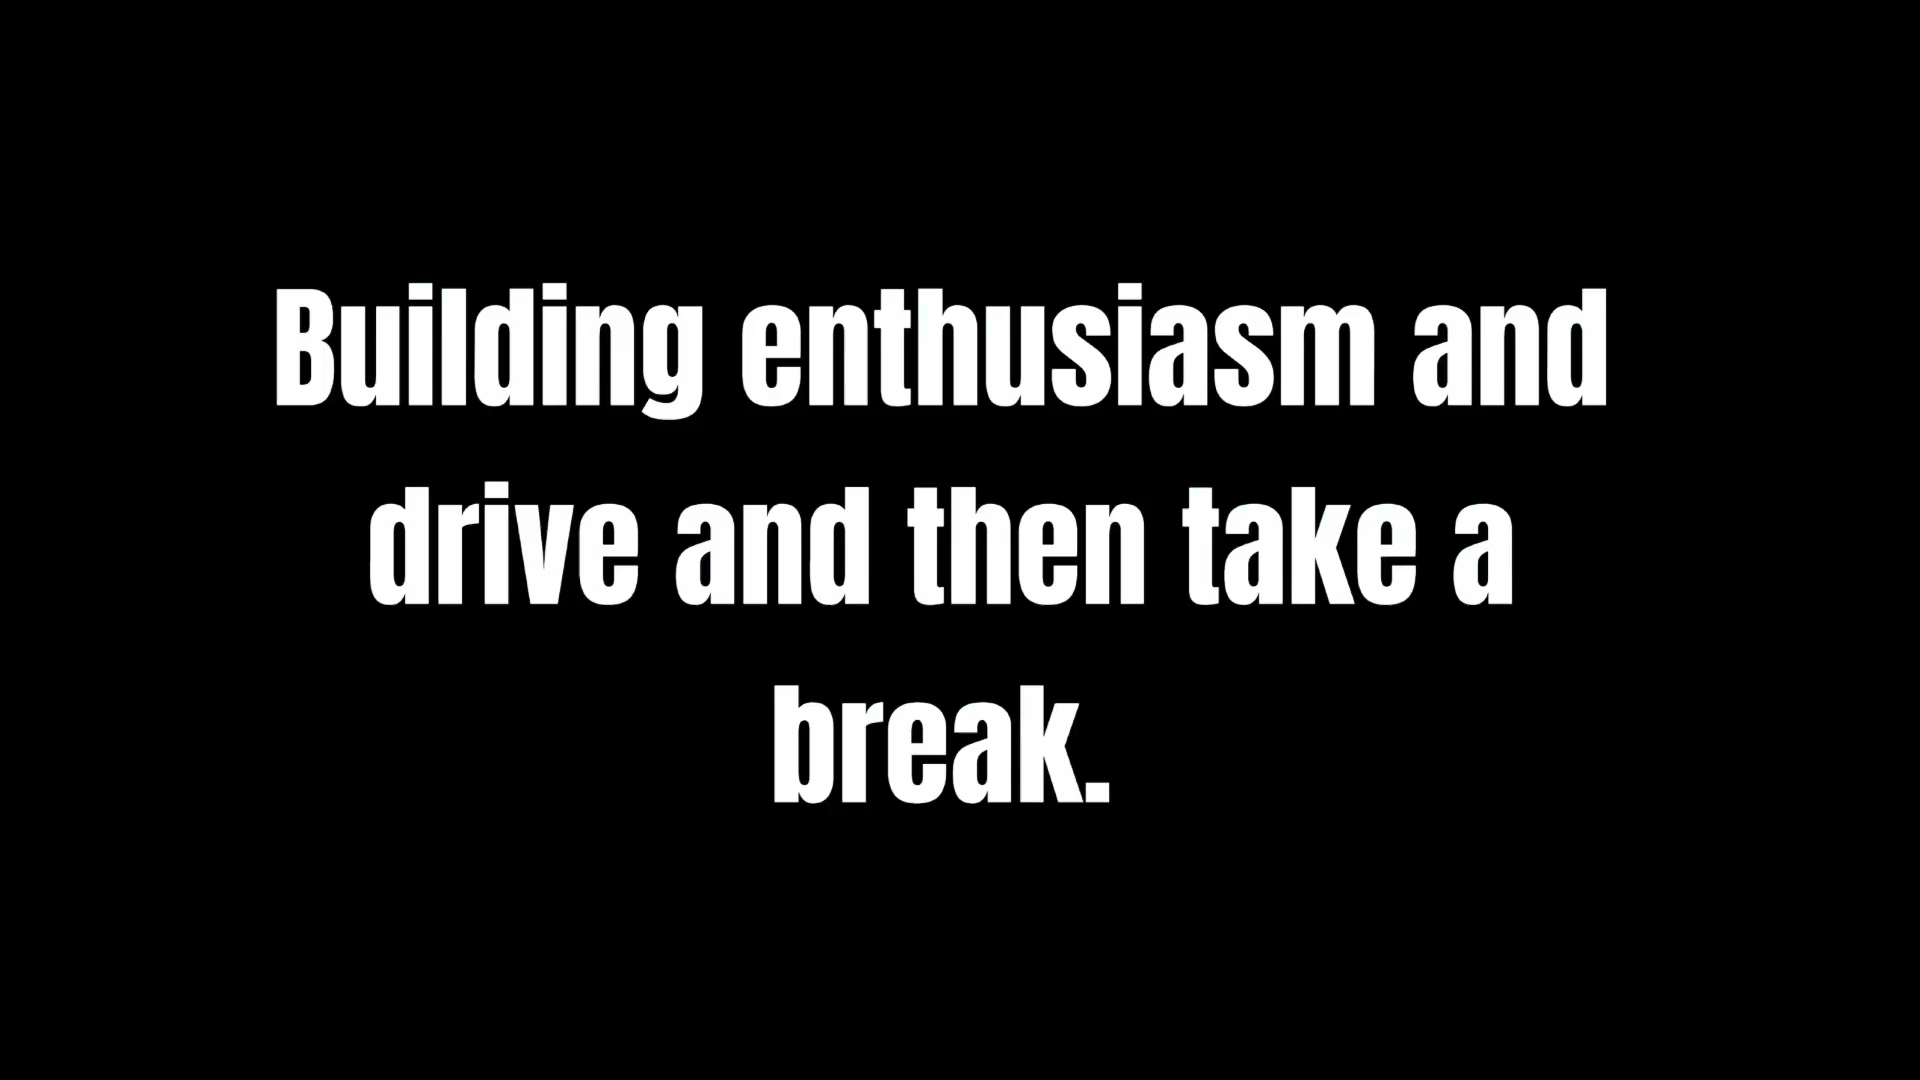 Building enthusiasm and
drive and then take a
break.